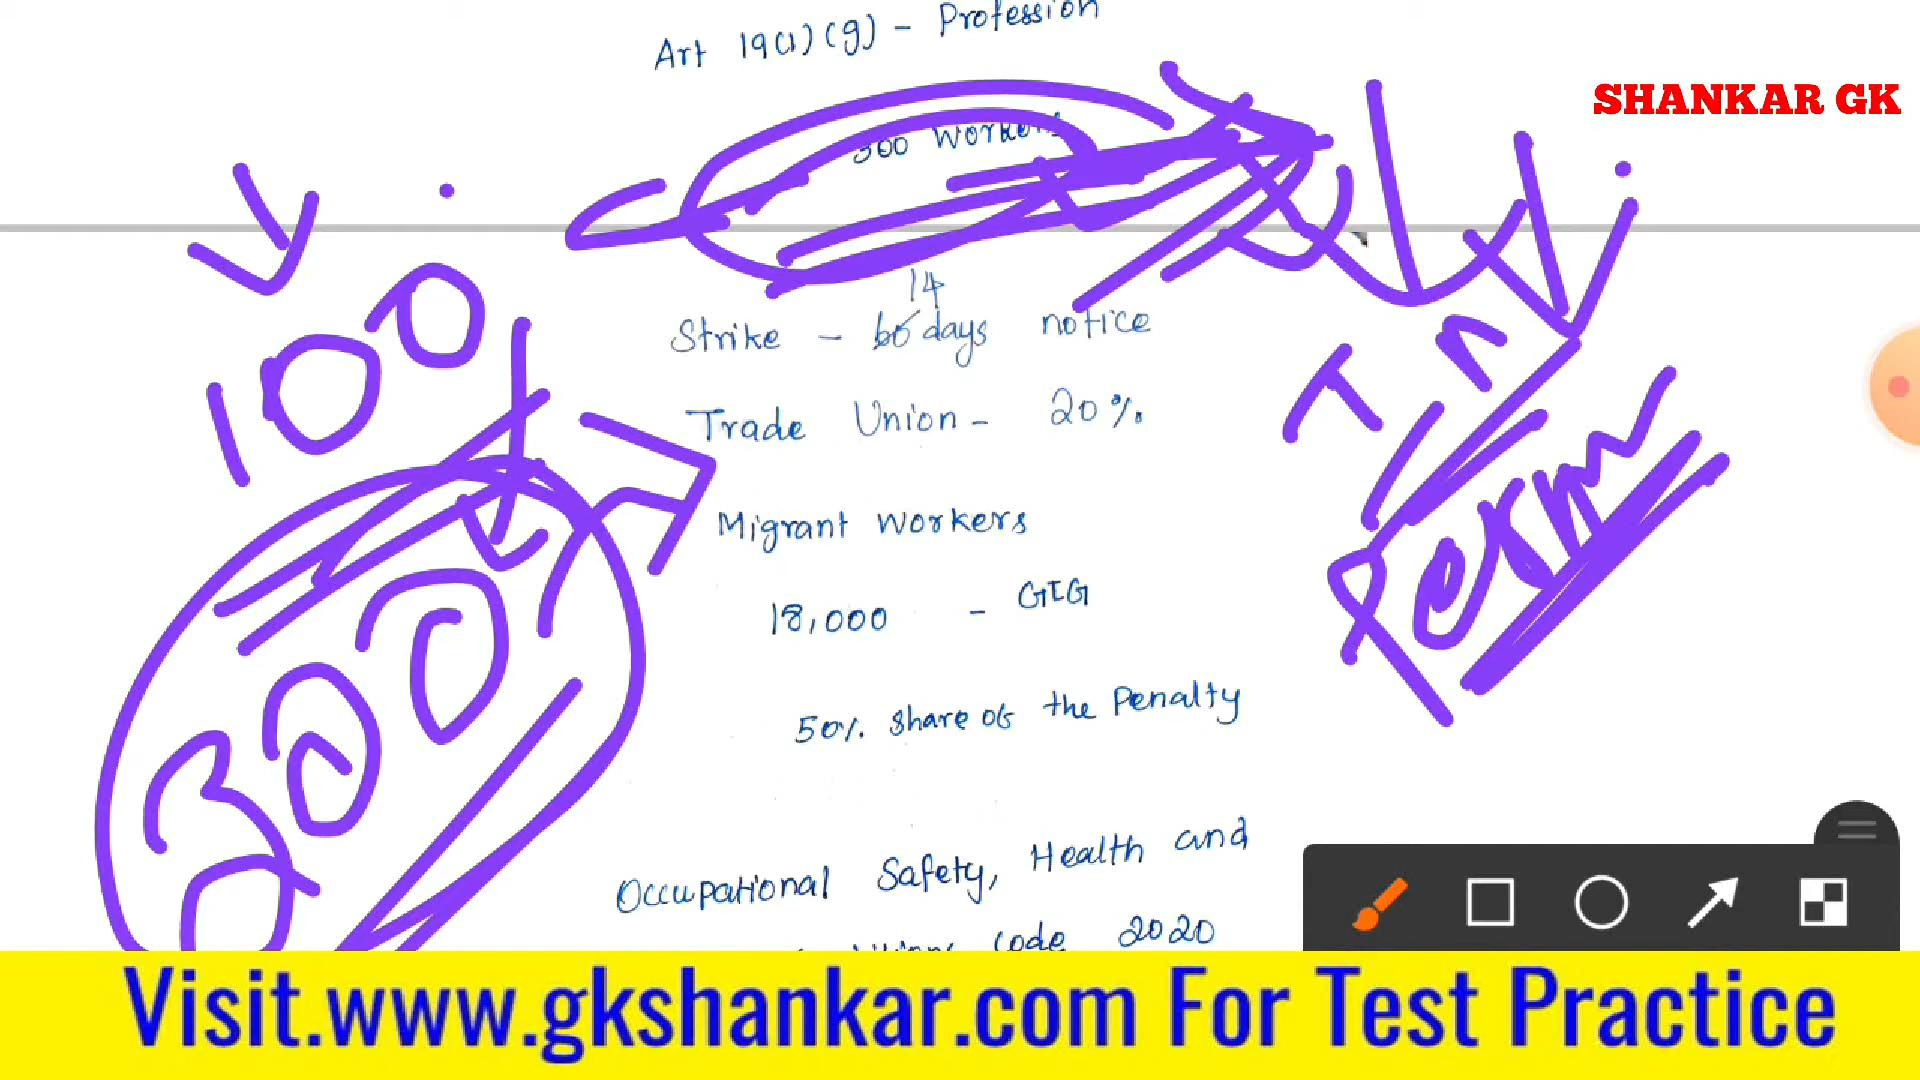 Art 19(1)(g) - Profession
SHANKAR GK
300 Workers
100
14
Strike - 60 days notice
Trade Union - 20%
Migrant Workers
18,000 - GIG
300
Perm
50% Share of the Penalty
Occupational Safety, Health and
Code 2020
Visit.www.gkshankar.com For Test Practice